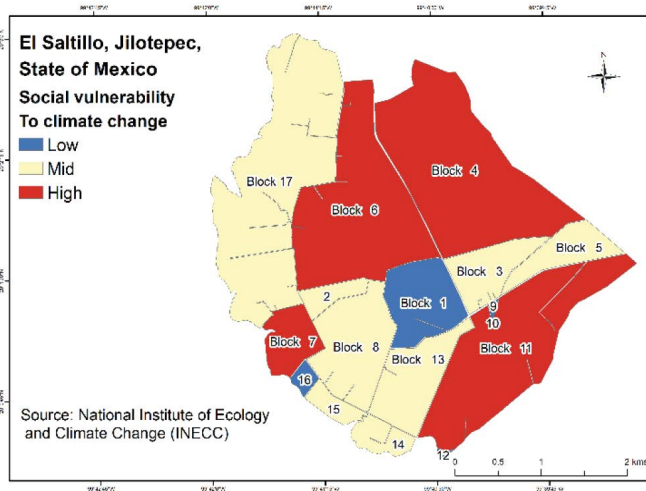 El Saltillo, Jilotepec,
State of Mexico
Social vulnerability
To climate change
Low
Mid
High
Block 17
Block 4
Block 6
Block 5
Block 3
2
Block 1
9
10
Block 7
Block 8
Block 13
Block 11
16
15
14
12
Source: National Institute of Ecology
and Climate Change (INECC)
0 0.5 1 2 kms